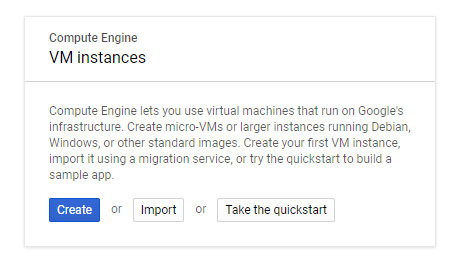 Compute Engine
VM instances
Compute Engine lets you use virtual machines that run on Google's
infrastructure. Create micro-VMs or larger instances running Debian,
Windows, or other standard images. Create your first VM instance,
import it using a migration service, or try the quickstart to build a
sample app.
Create or Import or Take the quickstart